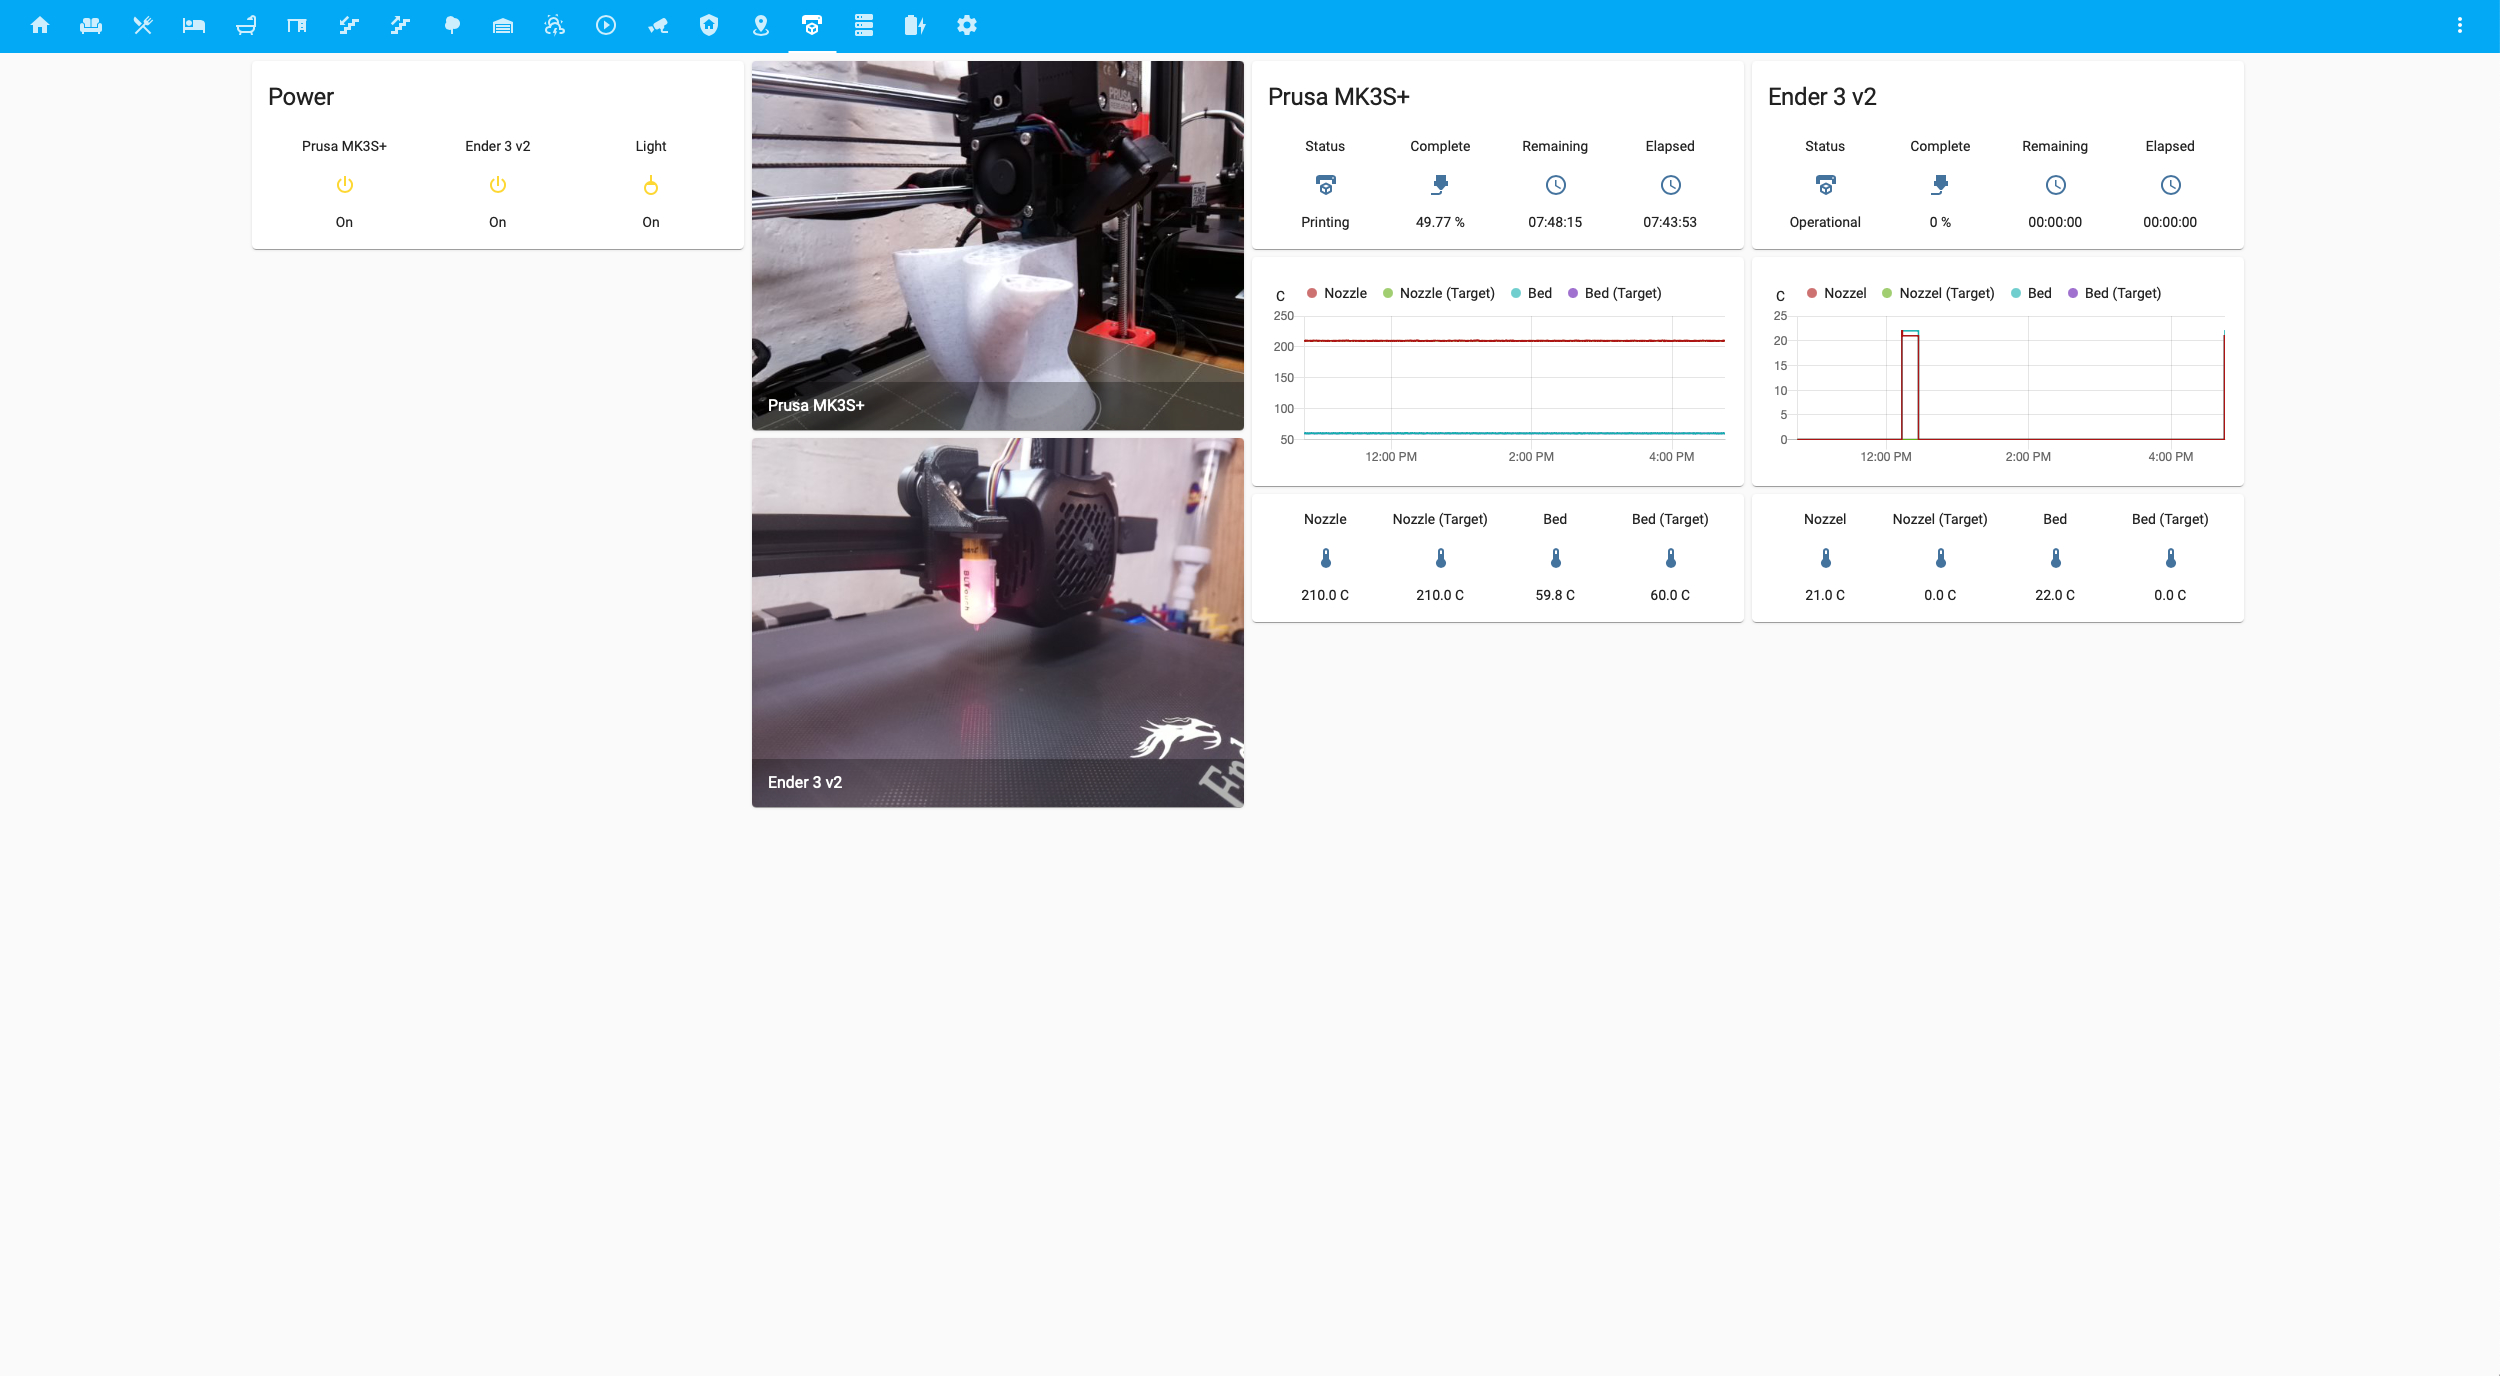 Power
Prusa MK3S+ Ender 3 v2 Light
On On On
PRUSA
Prusa MK3S+
BLTouch
Ender 3 v2
Prusa MK3S+
Status Complete Remaining Elapsed
Printing 49.77 % 07:48:15 07:43:53
C Nozzle Nozzle (Target) Bed Bed (Target)
250
200
150
100
50
12:00 PM 2:00 PM 4:00 PM
Nozzle Nozzle (Target) Bed Bed (Target)
210.0 C 210.0 C 59.8 C 60.0 C
Ender 3 v2
Status Complete Remaining Elapsed
Operational 0 % 00:00:00 00:00:00
C Nozzel Nozzel (Target) Bed Bed (Target)
25
20
15
10
5
0
12:00 PM 2:00 PM 4:00 PM
Nozzel Nozzel (Target) Bed Bed (Target)
21.0 C 0.0 C 22.0 C 0.0 C